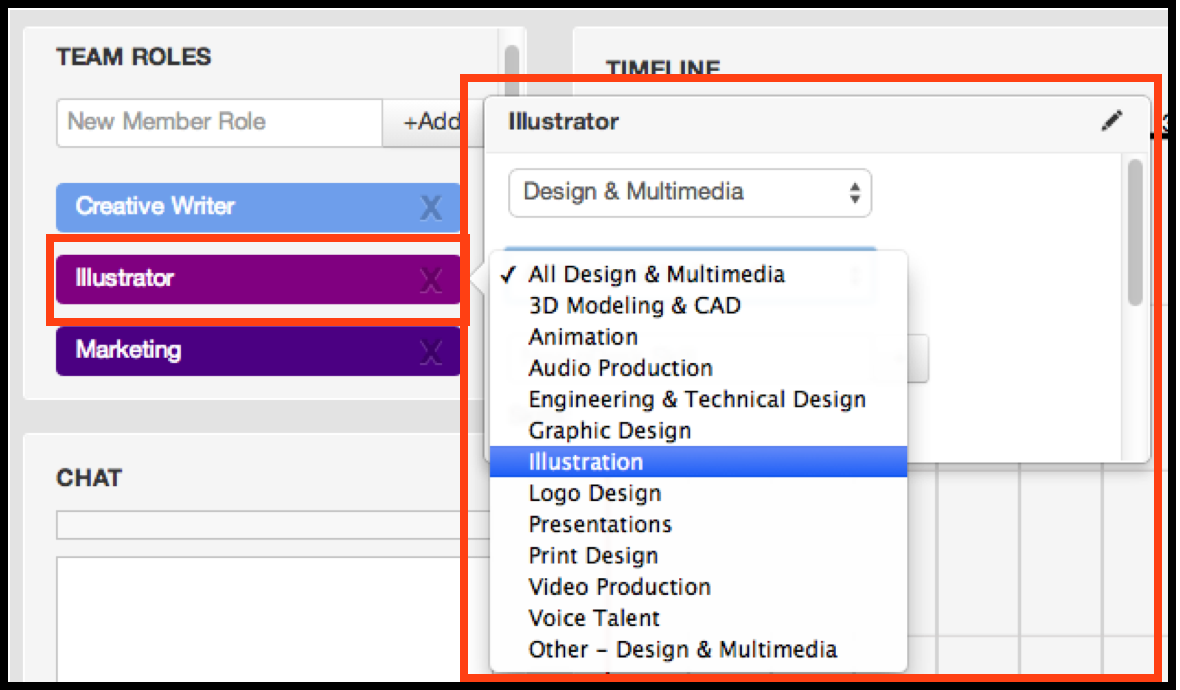 TEAM ROLES
New Member Role
+Add
Creative Writer X
Illustrator X
Marketing X
CHAT
TIMELINE
Illustrator
Design & Multimedia
✓ All Design & Multimedia
3D Modeling & CAD
Animation
Audio Production
Engineering & Technical Design
Graphic Design
Illustration
Logo Design
Presentations
Print Design
Video Production
Voice Talent
Other – Design & Multimedia